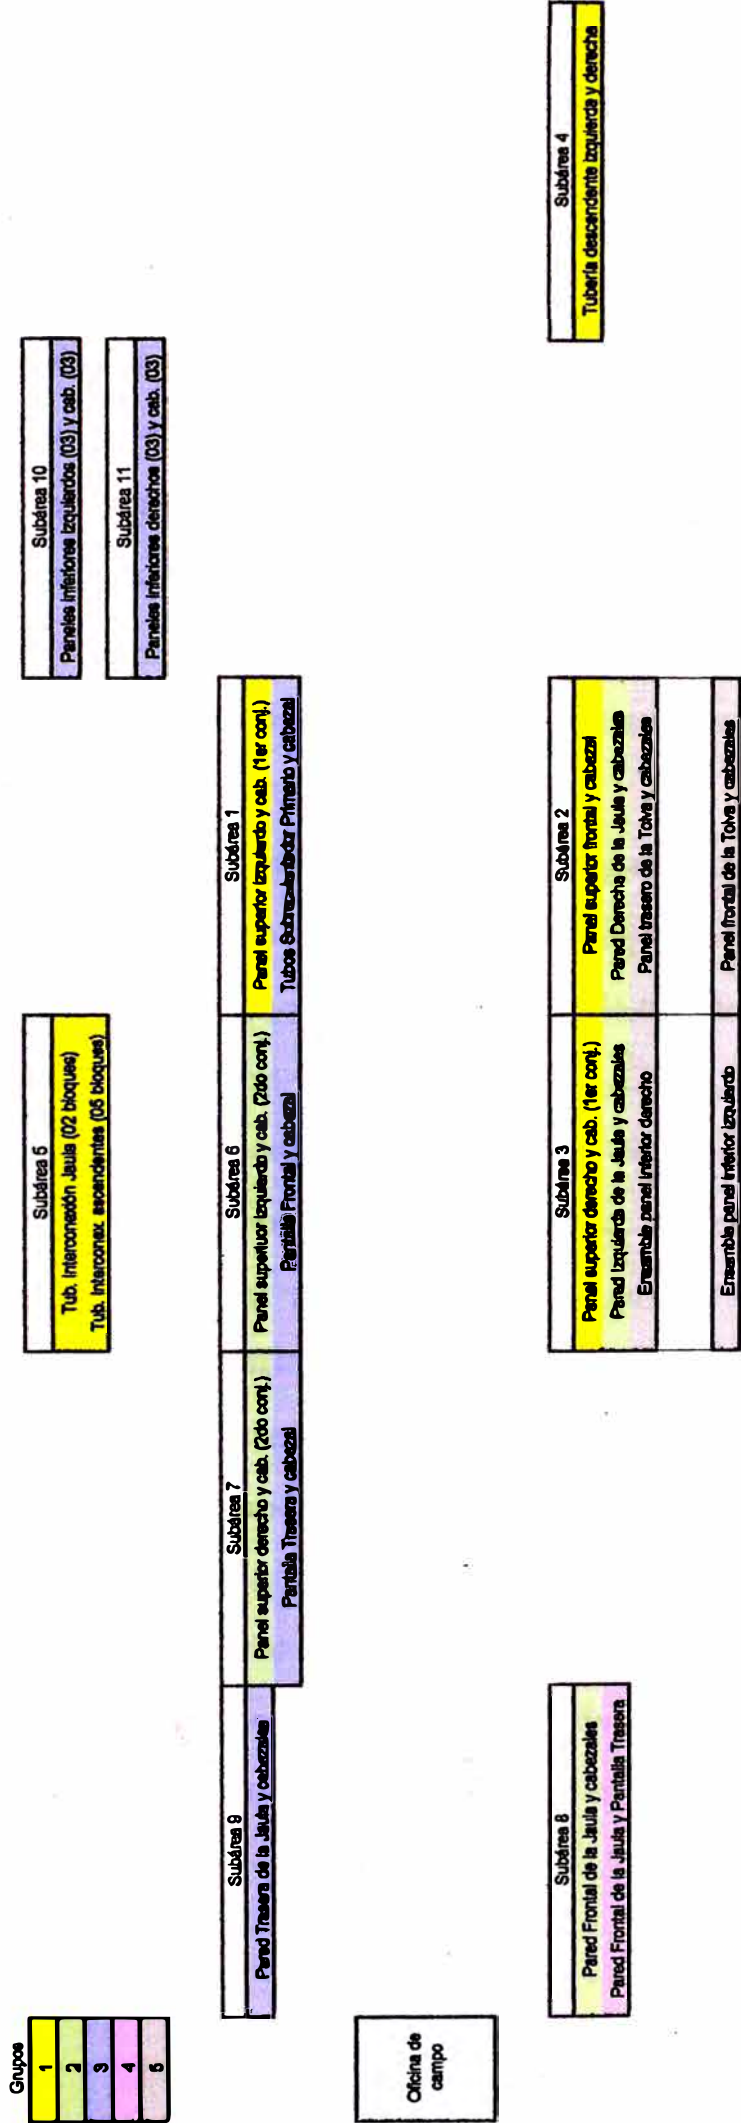 Grupos
1
2
3
4
5
Subárea 5
Tub. Interconexión Jaula (02 bloques)
Tub. Interconex. ascendentes (05 bloques)
Subárea 10
Paneles inferiores izquierdos (03) y cab. (03)
Subárea 11
Paneles inferiores derechos (03) y cab. (03)
Subárea 9
Pared Trasera de la Jaula y cabezales
Subárea 7
Panel superior derecho y cab. (2do conj.)
Pantalla Trasera y cabezal
Subárea 6
Panel superiuor izquierdo y cab. (2do conj.)
Pantalla Frontal y cabezal
Subárea 1
Panel superior izquierdo y cab. (1er conj.)
Tubos Sobrecalentador Primario y cabezal
Oficina de
campo
Subárea 8
Pared Frontal de la Jaula y cabezales
Pared Frontal de la Jaula y Pantalla Trasera
Subárea 3
Panel superior derecho y cab. (1er conj.)
Pared Izquierda de la Jaula y cabezales
Ensamble panel inferior derecho
Ensamble panel inferior izquierdo
Subárea 2
Panel superior frontal y cabezal
Pared Derecha de la Jaula y cabezales
Panel trasero de la Tolva y cabezales
Panel frontal de la Tolva y cabezales
Subárea 4
Tubería descendente izquierda y derecha